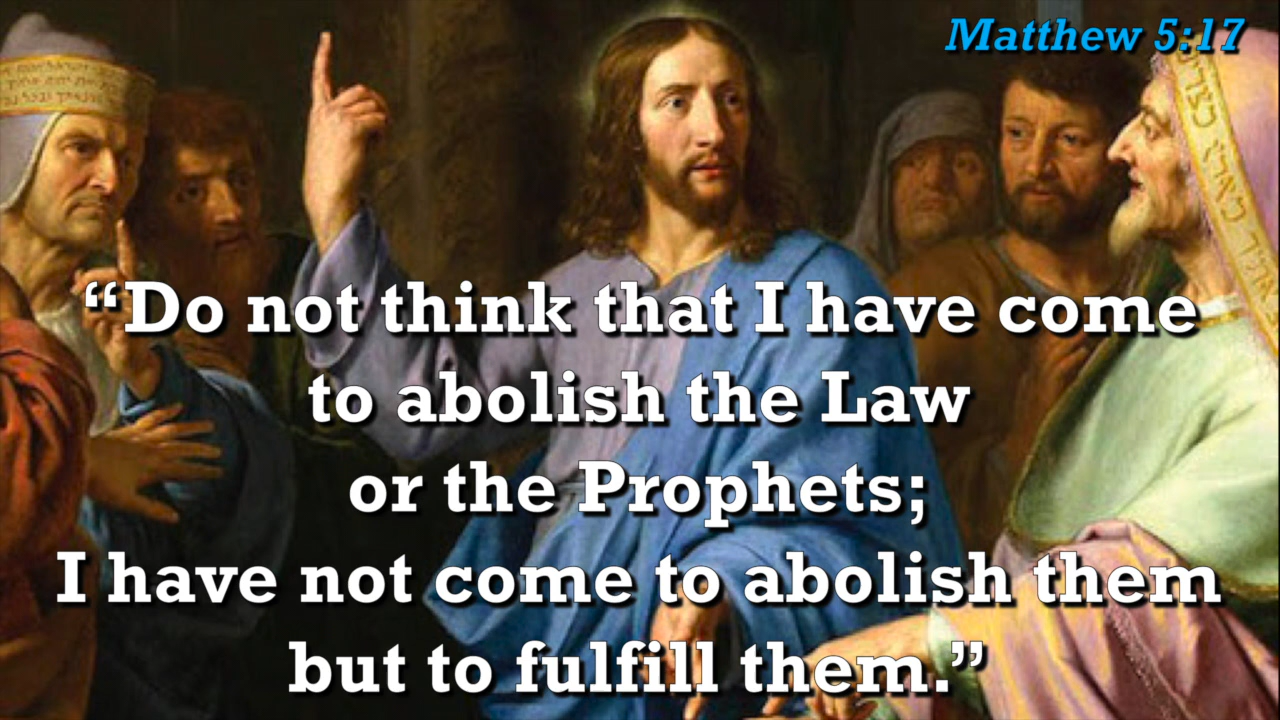 Matthew 5:17
“Do not think that I have come
to abolish the Law
or the Prophets;
I have not come to abolish them
but to fulfill them.”